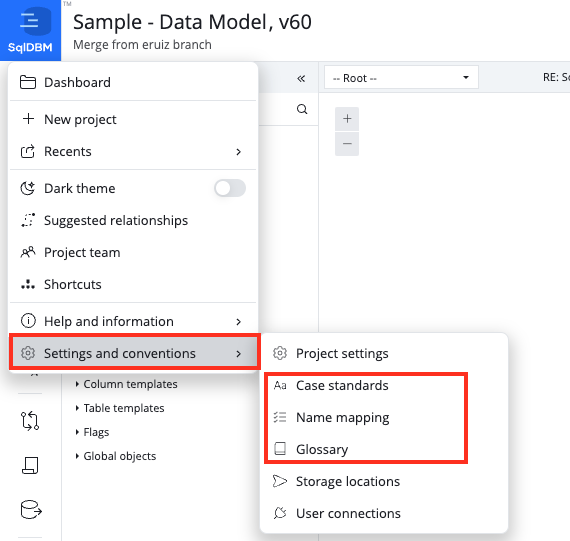 SqlDBM
TM
Sample - Data Model, v60
Merge from eruiz branch
Dashboard
«
-- Root --
New project
Recents
Dark theme
Suggested relationships
Project team
Shortcuts
Help and information
Settings and conventions
Project settings
Aa Case standards
Name mapping
Glossary
Storage locations
User connections
Column templates
Table templates
Flags
Global objects